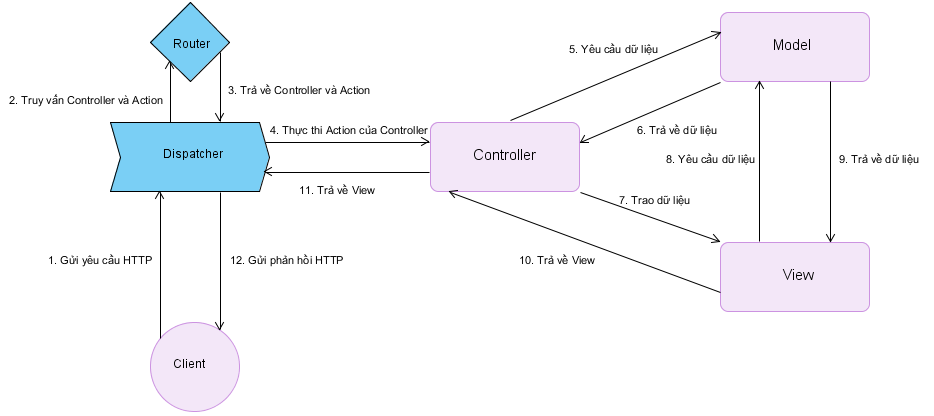 Router
Model
5. Yêu cầu dữ liệu
2. Truy vấn Controller và Action
3. Trả về Controller và Action
4. Thực thi Action của Controller
6. Trả về dữ liệu
Dispatcher
Controller
8. Yêu cầu dữ liệu
9. Trả về dữ liệu
11. Trả về View
7. Trao dữ liệu
1. Gửi yêu cầu HTTP
12. Gửi phản hồi HTTP
10. Trả về View
View
Client